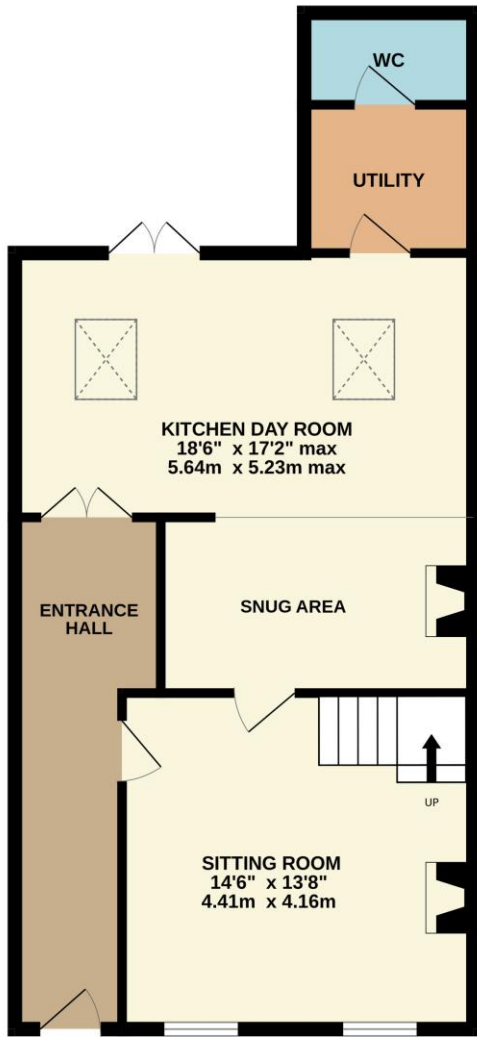 WC
UTILITY
KITCHEN DAY ROOM
18'6" x 17'2" max
5.64m x 5.23m max
ENTRANCE
HALL
SNUG AREA
UP
SITTING ROOM
14'6" x 13'8"
4.41m x 4.16m